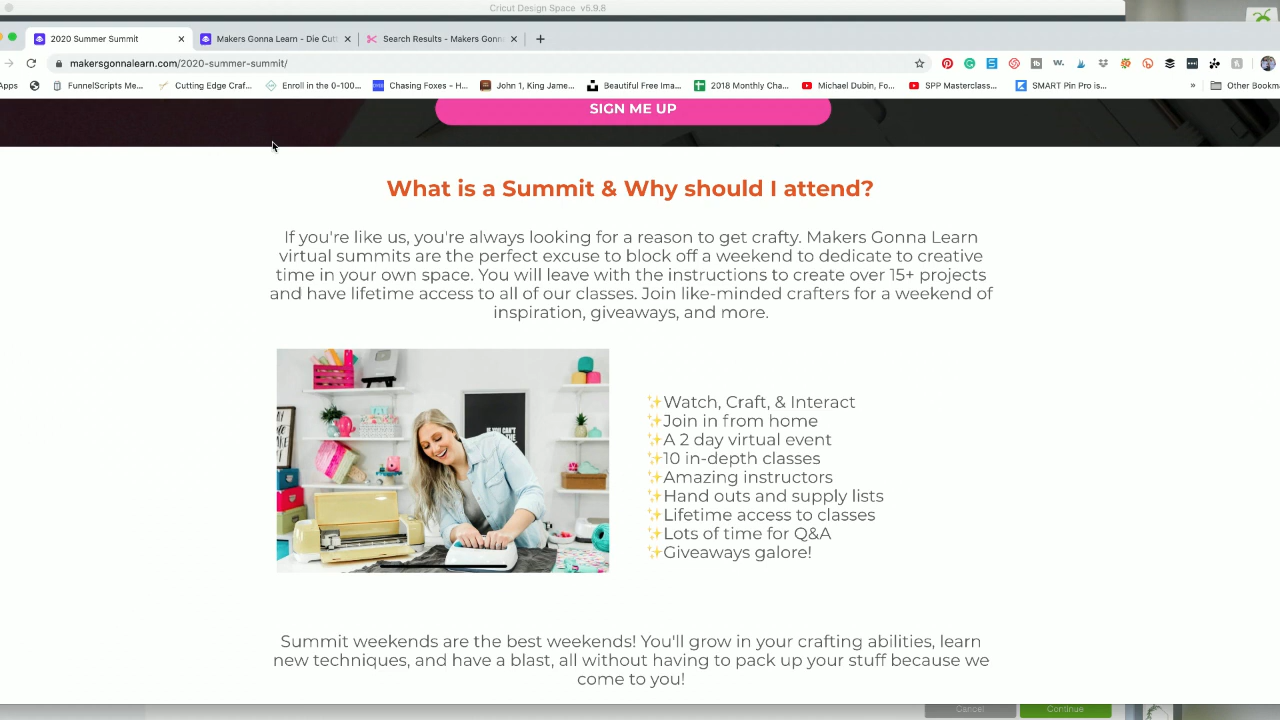 Cricut Design Space v5.9.8
2020 Summer Summit
Makers Gonna Learn - Die Cut
Search Results - Makers Gonn
makersgonnalearn.com/2020-summer-summit/
Apps
FunnelScripts Me...
Cutting Edge Craf...
Enroll in the 0-100...
Chasing Foxes – H...
John 1, King Jame...
Beautiful Free Ima...
2018 Monthly Cha...
Michael Dubin, Fo...
SPP Masterclass...
SMART Pin Pro is...
»
Other Bookm
SIGN ME UP
What is a Summit & Why should I attend?
If you're like us, you're always looking for a reason to get crafty. Makers Gonna Learn
virtual summits are the perfect excuse to block off a weekend to dedicate to creative
time in your own space. You will leave with the instructions to create over 15+ projects
and have lifetime access to all of our classes. Join like-minded crafters for a weekend of
inspiration, giveaways, and more.
✨Watch, Craft, & Interact
✨Join in from home
✨A 2 day virtual event
✨10 in-depth classes
✨Amazing instructors
✨Hand outs and supply lists
✨Lifetime access to classes
✨Lots of time for Q&A
✨Giveaways galore!
Summit weekends are the best weekends! You'll grow in your crafting abilities, learn
new techniques, and have a blast, all without having to pack up your stuff because we
come to you!
Cancel
Continue